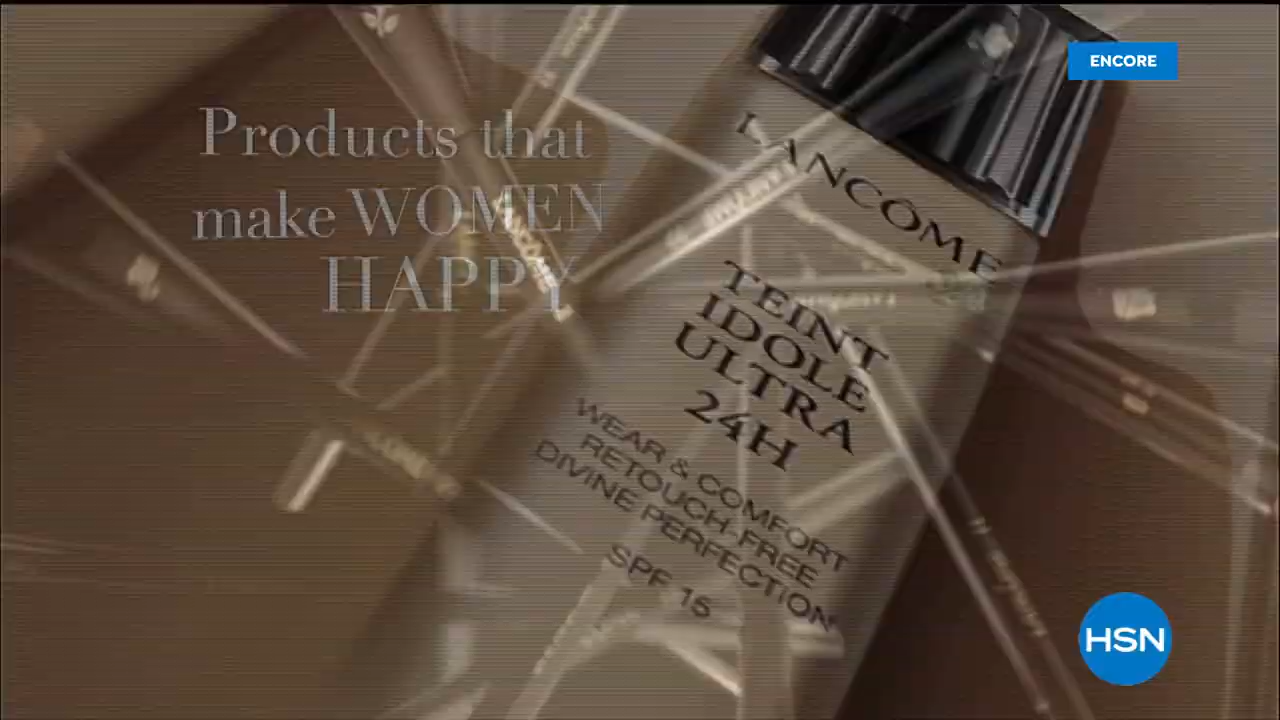 ENCORE
Products that
make WOMEN
HAPPY
LANCOME
TEINT
IDOLE
ULTRA
24H
WEAR & COMFORT
RETOUCH-FREE
DIVINE PERFECTION
SPF 15
HSN